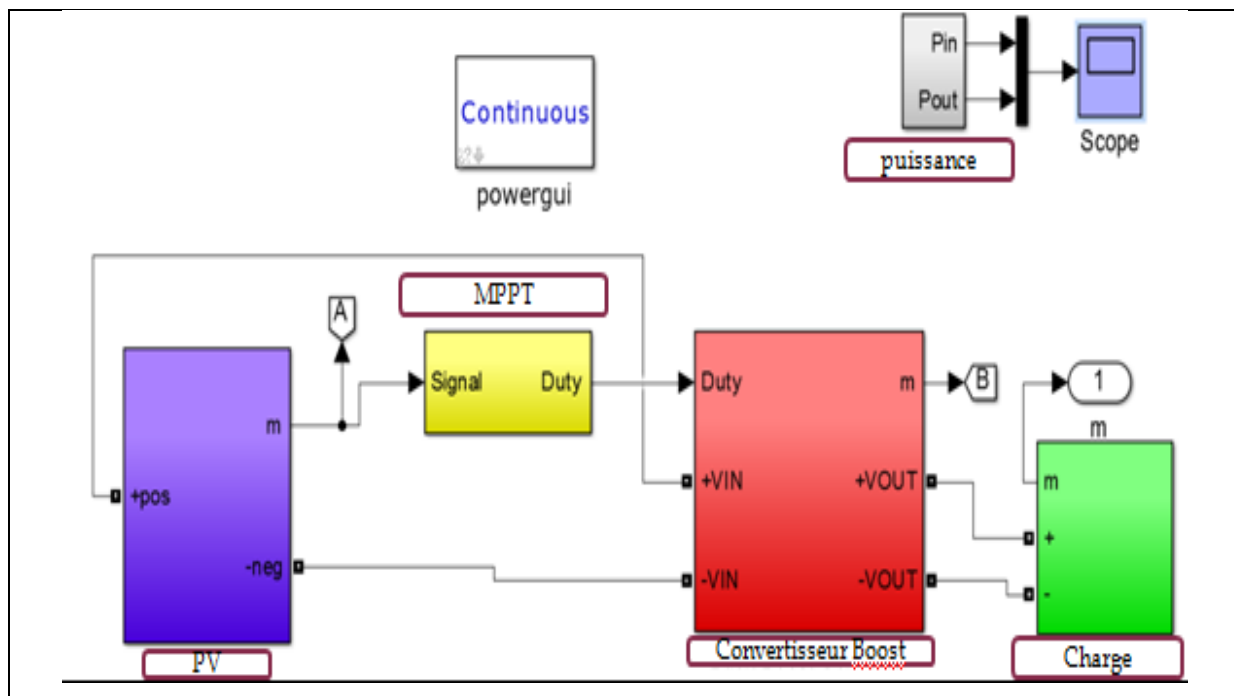 Pin
Pout
Scope
puissance
Continuous
powergui
MPPT
A
Signal
Duty
Duty
m
B
1
m
m
+pos
+VIN
+VOUT
m
+
-neg
-VIN
-VOUT
-
PV
Convertisseur Boost
Charge